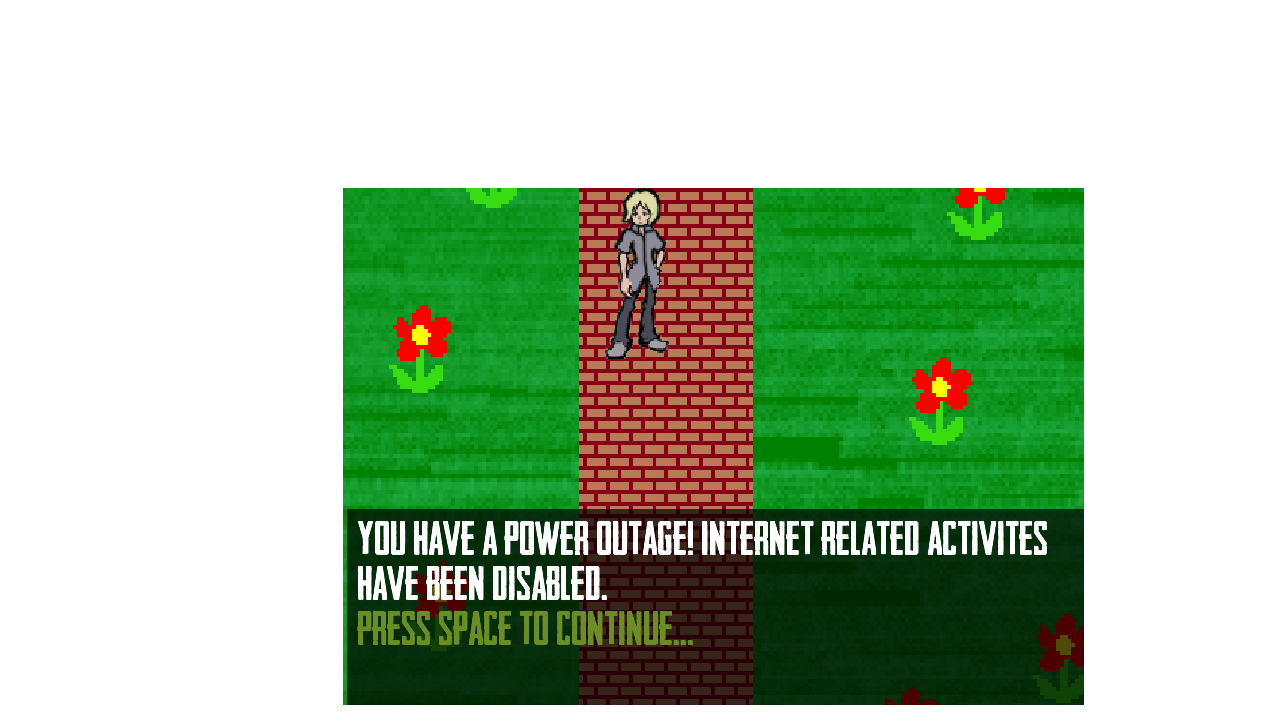 YOU HAVE A POWER OUTAGE! INTERNET RELATED ACTIVITES
HAVE BEEN DISABLED.
PRESS SPACE TO CONTINUE...